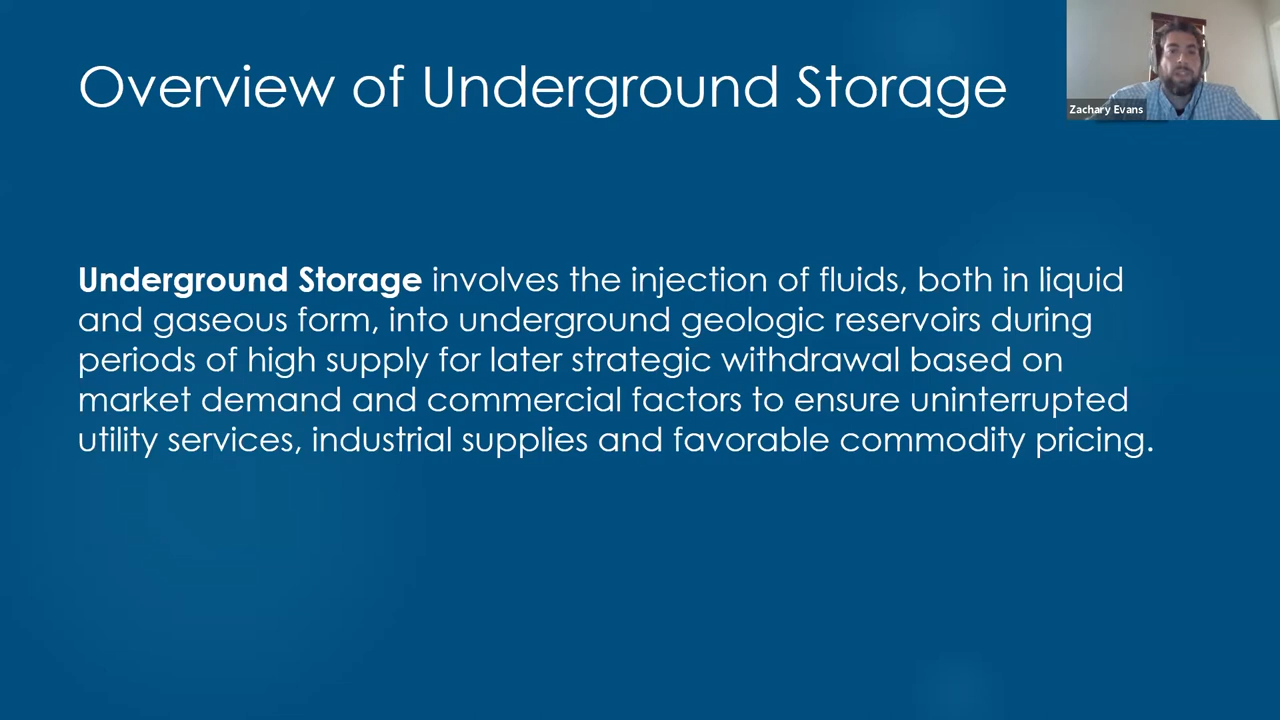 Overview of Underground Storage
Zachary Evans
Underground Storage involves the injection of fluids, both in liquid
and gaseous form, into underground geologic reservoirs during
periods of high supply for later strategic withdrawal based on
market demand and commercial factors to ensure uninterrupted
utility services, industrial supplies and favorable commodity pricing.